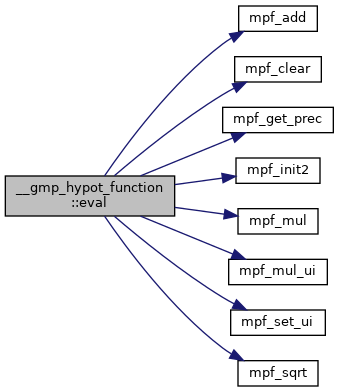 __gmp_hypot_function
::eval
mpf_add
mpf_clear
mpf_get_prec
mpf_init2
mpf_mul
mpf_mul_ui
mpf_set_ui
mpf_sqrt